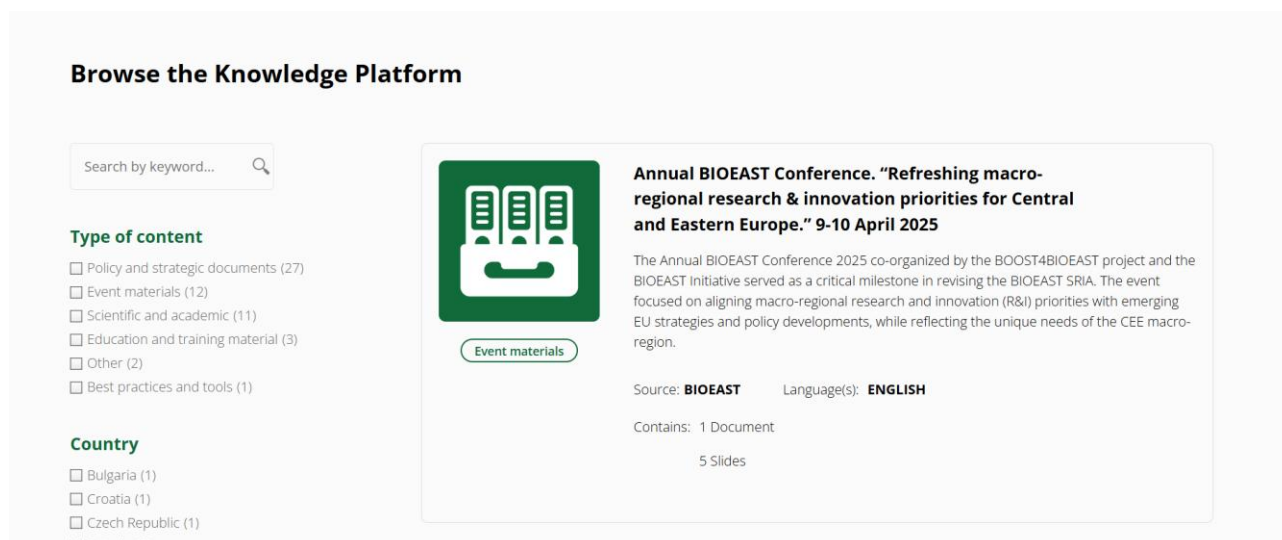 Browse the Knowledge Platform
Search by keyword...
Type of content
Policy and strategic documents (27)
Event materials (12)
Scientific and academic (11)
Education and training material (3)
Other (2)
Best practices and tools (1)
Country
Bulgaria (1)
Croatia (1)
Czech Republic (1)
Event materials
Annual BIOEAST Conference. “Refreshing macro-
regional research & innovation priorities for Central
and Eastern Europe.” 9-10 April 2025
The Annual BIOEAST Conference 2025 co-organized by the BOOST4BIOEAST project and the
BIOEAST Initiative served as a critical milestone in revising the BIOEAST SRIA. The event
focused on aligning macro-regional research and innovation (R&I) priorities with emerging
EU strategies and policy developments, while reflecting the unique needs of the CEE macro-
region.
Source: BIOEAST Language(s): ENGLISH
Contains: 1 Document
5 Slides